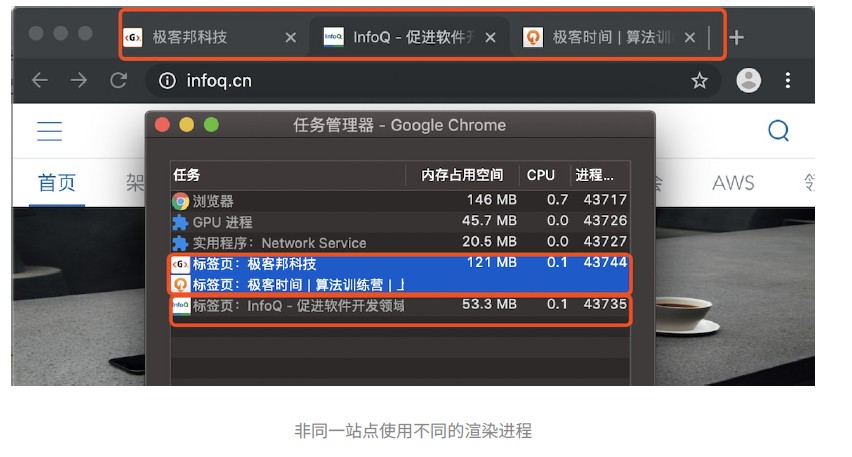 极客邦科技
InfoQ - 促进软件开
极客时间 | 算法训
infoq.cn
任务管理器 - Google Chrome
首页
架
AWS
任务 内存占用空间 CPU 进程...
浏览器 146 MB 0.7 43717
GPU 进程 45.7 MB 0.0 43726
实用程序：Network Service 20.5 MB 0.0 43727
标签页：极客邦科技 121 MB 0.1 43744
标签页：极客时间 | 算法训练营 | 上
标签页：InfoQ - 促进软件开发领域 53.3 MB 0.1 43735
非同一站点使用不同的渲染进程